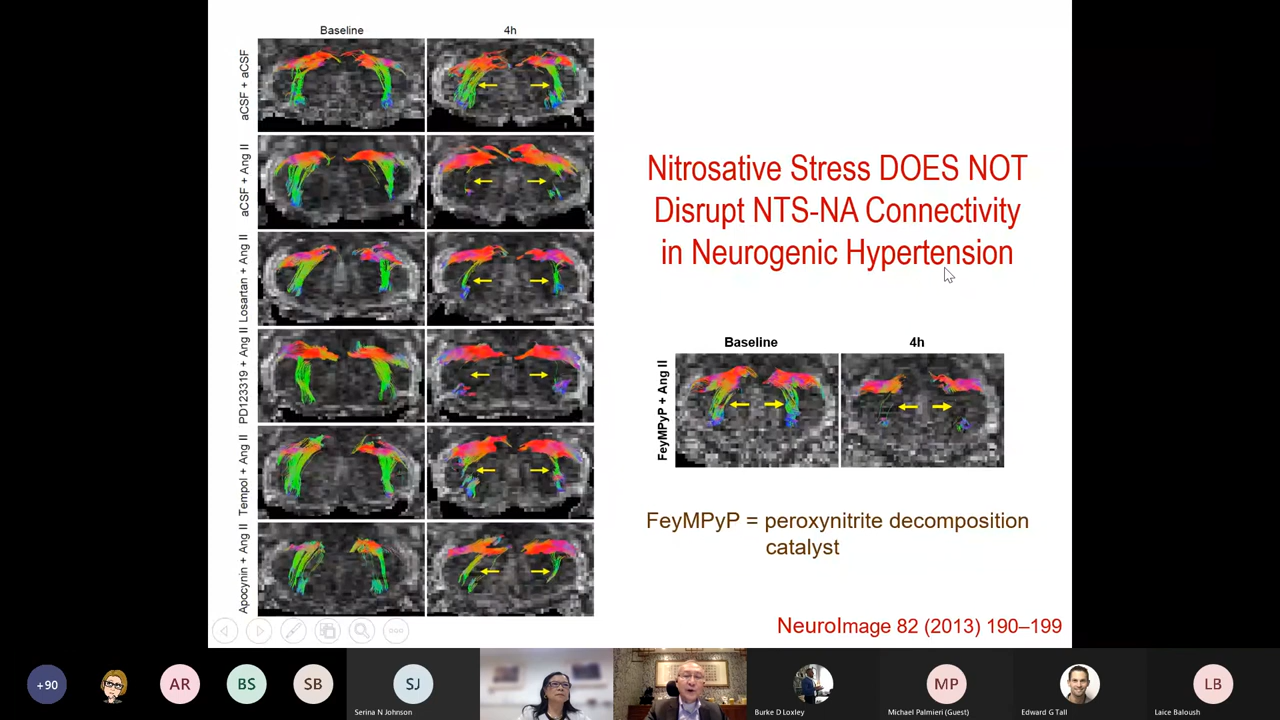 Baseline
4h
aCSF + aCSF
aCSF + Ang II
Losartan + Ang II
PD123319 + Ang II
Tempol + Ang II
Apocynin + Ang II
Nitrosative Stress DOES NOT
Disrupt NTS-NA Connectivity
in Neurogenic Hypertension
Baseline
4h
FeyMPyP + Ang II
FeyMPyP = peroxynitrite decomposition
catalyst
NeuroImage 82 (2013) 190–199
+90
AR
BS
SB
SJ
Serina N Johnson
Burke D Loxley
MP
Michael Palmieri (Guest)
Edward G Tall
LB
Laice Baloush